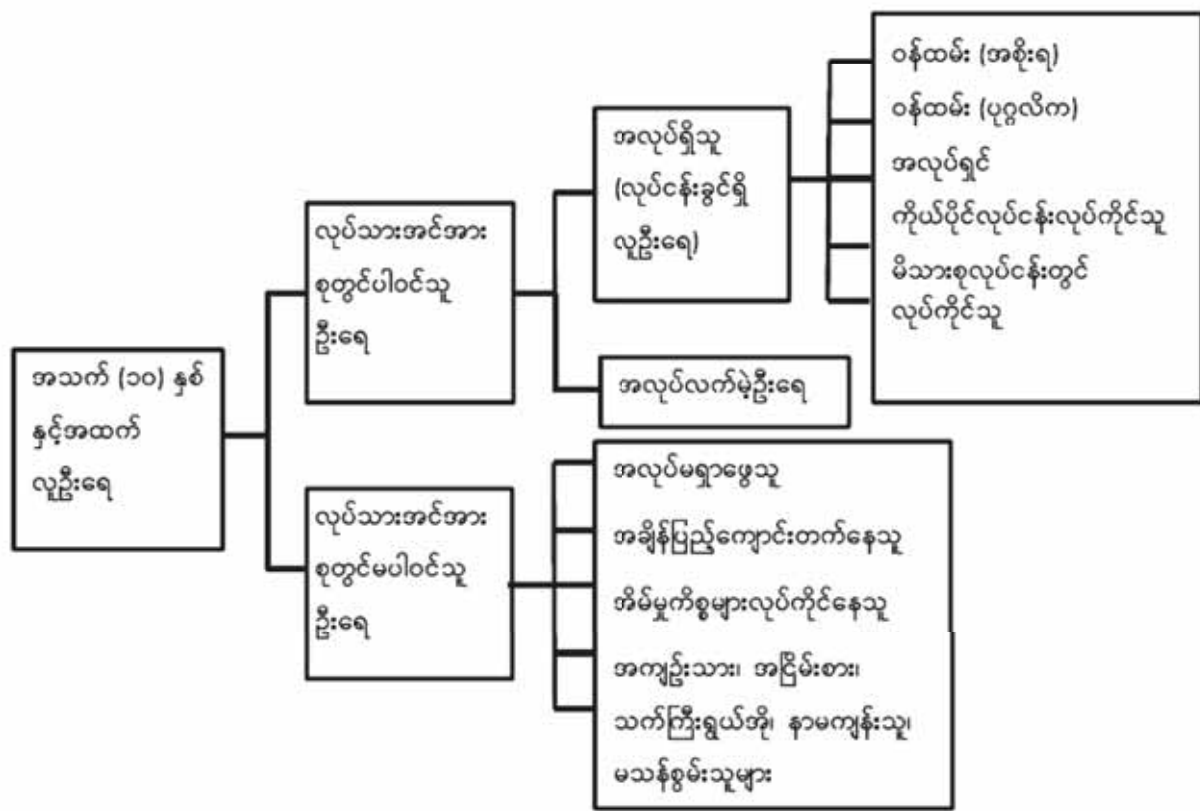 အသက် (၁၀) နှစ်
နှင့်အထက်
လူဦးရေ
လုပ်သားအင်အား
စုတွင်ပါဝင်သူ
ဦးရေ
အလုပ်ရှိသူ
(လုပ်ငန်းခွင်ရှိ
လူဦးရေ)
ဝန်ထမ်း (အစိုးရ)
ဝန်ထမ်း (ပုဂ္ဂလိက)
အလုပ်ရှင်
ကိုယ်ပိုင်လုပ်ငန်းလုပ်ကိုင်သူ
မိသားစုလုပ်ငန်းတွင်
လုပ်ကိုင်သူ
အလုပ်လက်မဲ့ဦးရေ
လုပ်သားအင်အား
စုတွင်မပါဝင်သူ
ဦးရေ
အလုပ်မရှာဖွေသူ
အချိန်ပြည့်ကျောင်းတက်နေသူ
အိမ်မှုကိစ္စများလုပ်ကိုင်နေသူ
အကျဉ်းသား၊ အငြိမ်းစား၊
သက်ကြီးရွယ်အို၊ နာမကျန်းသူ၊
မသန်စွမ်းသူများ